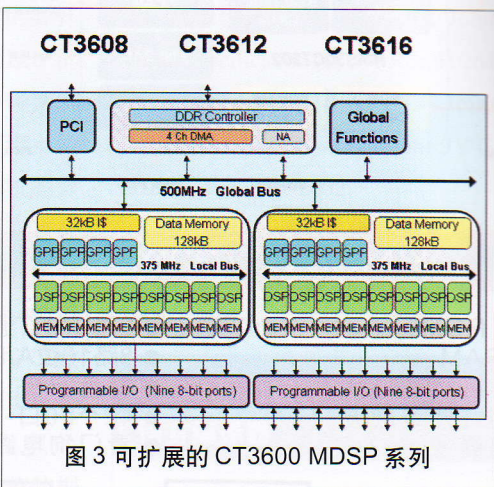 CT3608 CT3612 CT3616
PCI
DDR Controller
4 Ch DMA
NA
Global
Functions
500MHz Global Bus
32kB I$
Data Memory
128kB
GPP GPP GPP GPP
375 MHz Local Bus
DSP DSP DSP DSP DSP DSP DSP DSP
MEM MEM MEM MEM MEM MEM MEM MEM
Programmable I/O (Nine 8-bit ports)
32kB I$
Data Memory
128kB
GPP GPP GPP GPP
375 MHz Local Bus
DSP DSP DSP DSP DSP DSP DSP DSP
MEM MEM MEM MEM MEM MEM MEM MEM
Programmable I/O (Nine 8-bit ports)
图 3 可扩展的 CT3600 MDSP 系列